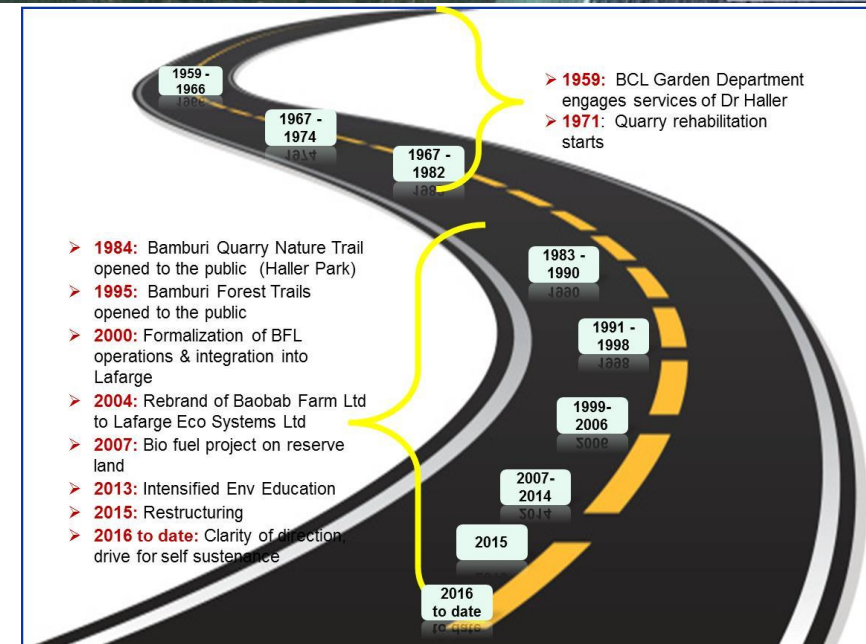 1959 -
1966
1967 -
1974
1967 -
1982
➢ 1959: BCL Garden Department
engages services of Dr Haller
➢ 1971: Quarry rehabilitation
starts
➢ 1984: Bamburi Quarry Nature Trail
opened to the public (Haller Park)
➢ 1995: Bamburi Forest Trails
opened to the public
➢ 2000: Formalization of BFL
operations & integration into
Lafarge
➢ 2004: Rebrand of Baobab Farm Ltd
to Lafarge Eco Systems Ltd
➢ 2007: Bio fuel project on reserve
land
➢ 2013: Intensified Env Education
➢ 2015: Restructuring
➢ 2016 to date: Clarity of direction,
drive for self sustenance
1983 -
1990
1991 -
1998
1999-
2006
2007-
2014
2015
2016
to date